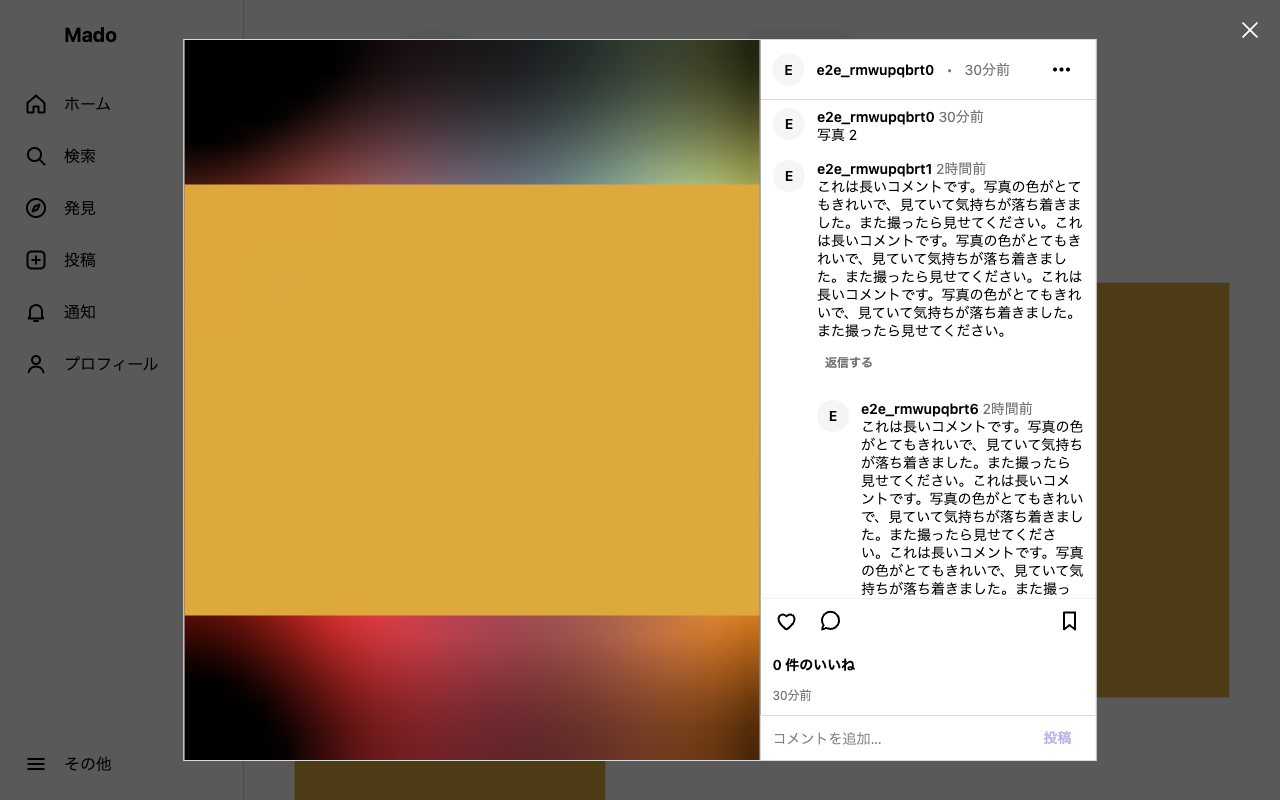 Mado
ホーム
検索
発見
投稿
通知
プロフィール
その他
E e2e_rmwupqbrt0 • 30分前
E e2e_rmwupqbrt0 30分前
写真 2
E e2e_rmwupqbrt1 2時間前
これは長いコメントです。写真の色がとて
もきれいで、見ていて気持ちが落ち着きま
した。また撮ったら見せてください。これ
は長いコメントです。写真の色がとてもき
れいで、見ていて気持ちが落ち着きまし
た。また撮ったら見せてください。これは
長いコメントです。写真の色がとてもきれ
いで、見ていて気持ちが落ち着きました。
また撮ったら見せてください。
返信する
E e2e_rmwupqbrt6 2時間前
これは長いコメントです。写真の色
がとてもきれいで、見ていて気持ち
が落ち着きました。また撮ったら
見せてください。これは長いコメ
ントです。写真の色がとてもきれい
で、見ていて気持ちが落ち着きまし
た。また撮ったら見せてくださ
い。これは長いコメントです。写真
の色がとてもきれいで、見ていて気
持ちが落ち着きました。また撮っ
0 件のいいね
30分前
コメントを追加... 投稿